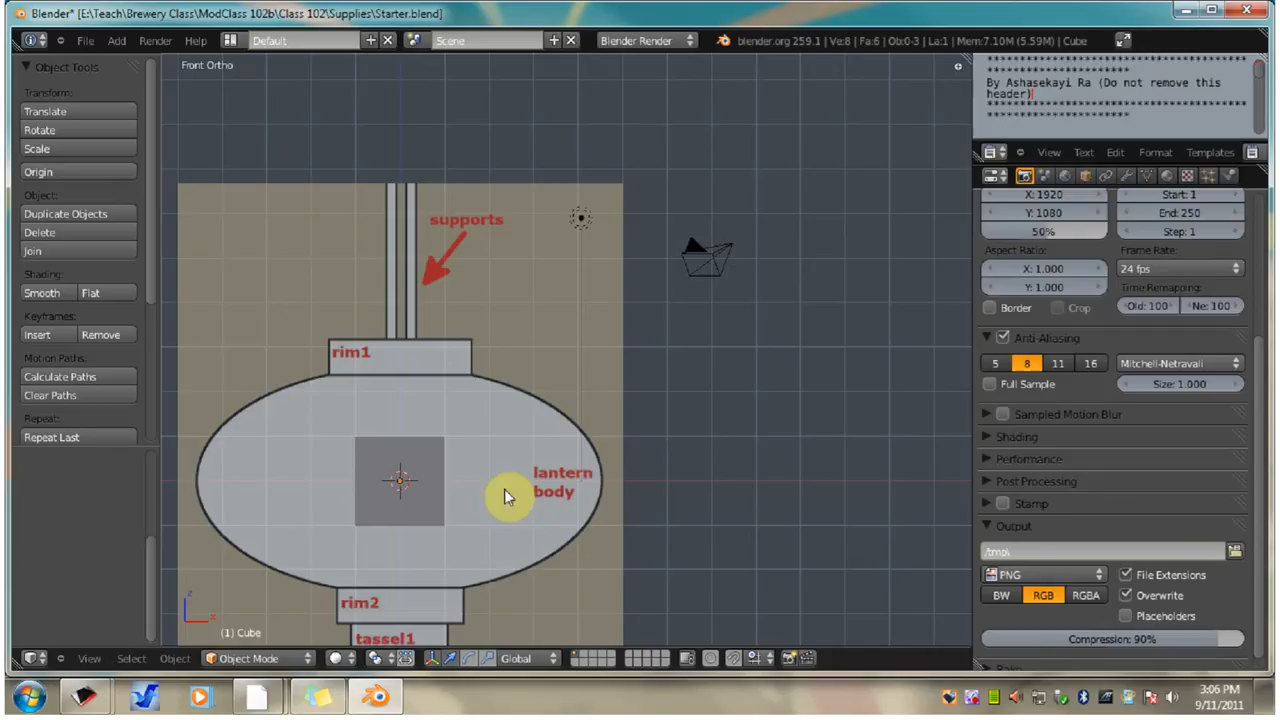 Blender* [E:\Teach\Brewery Class\ModClass 102b\Class 102\Supplies\Starter.blend]
File Add Render Help Default Scene Blender Render blender.org 259.1 | Ve:8 | Fa:6 | Ob:0-3 | La:1 | Mem:7.10M (5.59M) | Cube
Object Tools
Transform:
Translate
Rotate
Scale
Origin
Object:
Duplicate Objects
Delete
Join
Shading:
Smooth Flat
Keyframes:
Insert Remove
Motion Paths:
Calculate Paths
Clear Paths
Repeat:
Repeat Last
Front Ortho
supports
rim1
lantern
body
rim2
tassel1
z
x
(1) Cube
View Select Object Object Mode Global
****************************************************
****************************
By Ashasekayi Ra (Do not remove this
header)
****************************************************
****************************
View Text Edit Format Templates
X: 1920 Start: 1
Y: 1080 End: 250
50% Step: 1
Aspect Ratio: Frame Rate:
X: 1.000 24 fps
Y: 1.000 Time Remapping:
Border Crop Old: 100 Ne: 100
Anti-Aliasing
5 8 11 16 Mitchell-Netravali
Full Sample Size: 1.000
Sampled Motion Blur
Shading
Performance
Post Processing
Stamp
Output
/tmp\
PNG File Extensions
BW RGB RGBA Overwrite
Placeholders
Compression: 90%
3:06 PM
9/11/2011